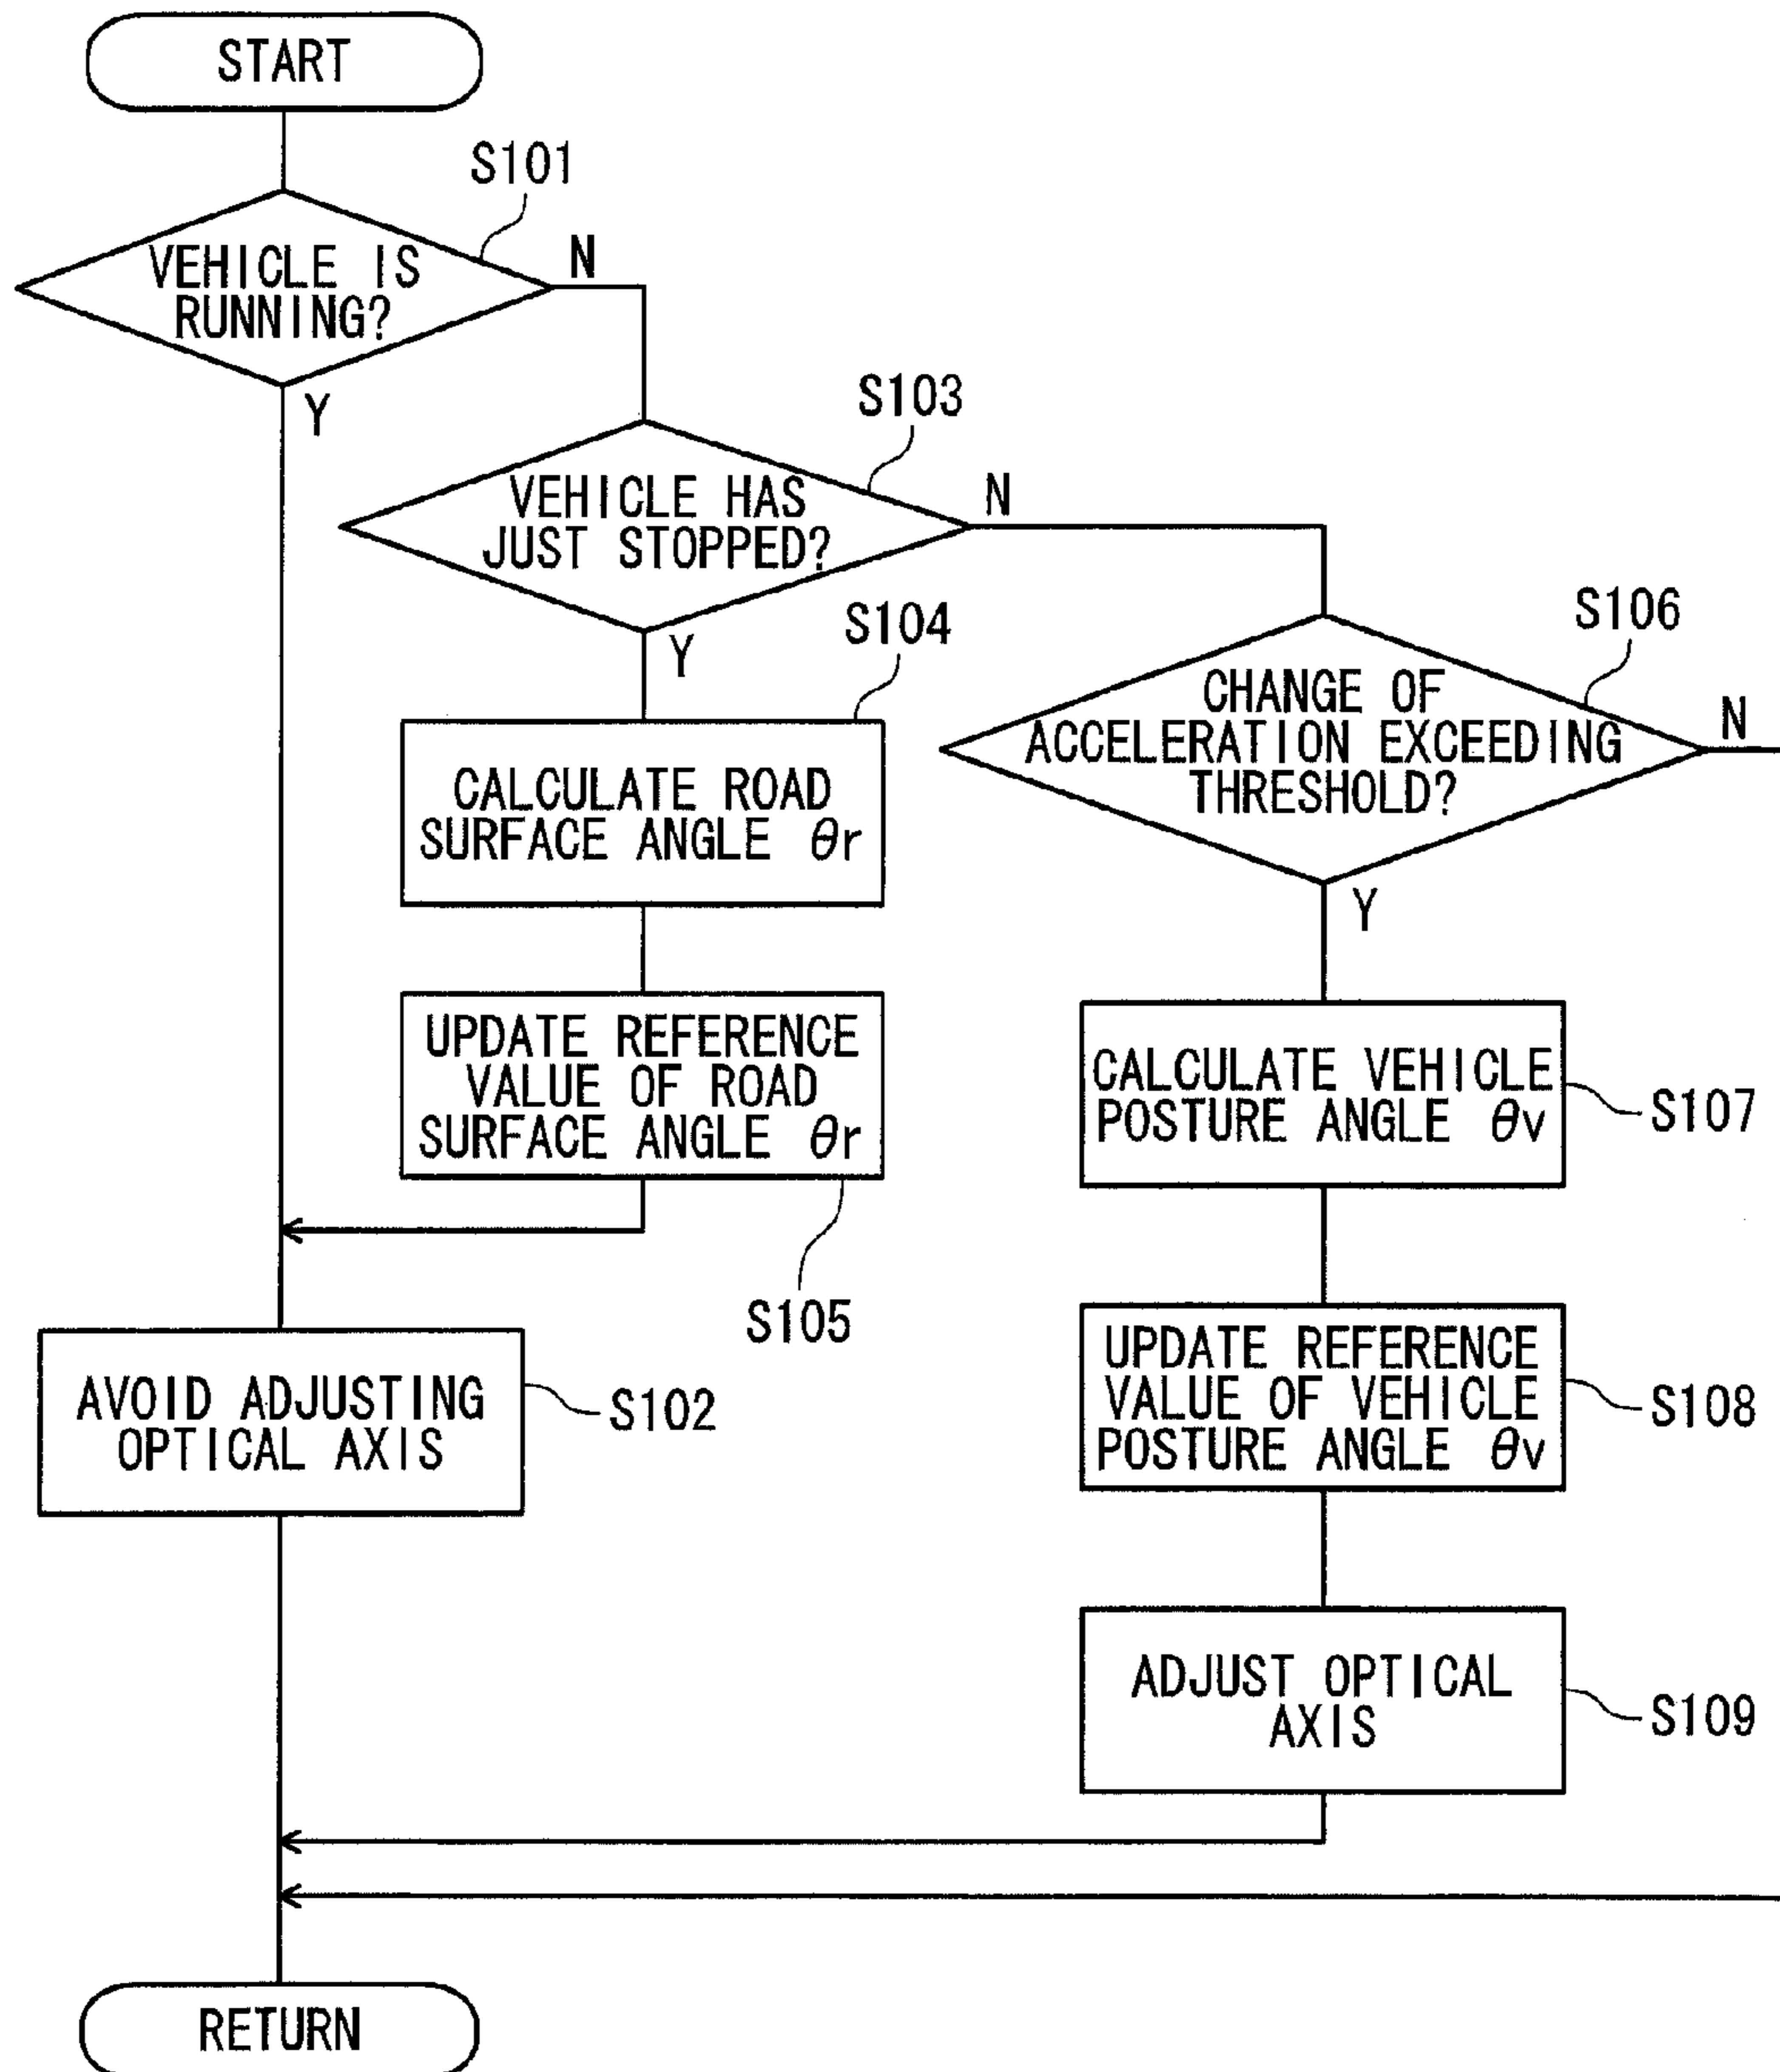 START
S101
VEHICLE IS
RUNNING?
N
Y
S103
VEHICLE HAS
JUST STOPPED?
N
Y
S104
CALCULATE ROAD
SURFACE ANGLE θr
UPDATE REFERENCE
VALUE OF ROAD
SURFACE ANGLE θr
S105
S106
CHANGE OF
ACCELERATION EXCEEDING
THRESHOLD?
N
Y
CALCULATE VEHICLE
POSTURE ANGLE θv
S107
UPDATE REFERENCE
VALUE OF VEHICLE
POSTURE ANGLE θv
S108
ADJUST OPTICAL
AXIS
S109
AVOID ADJUSTING
OPTICAL AXIS
S102
RETURN